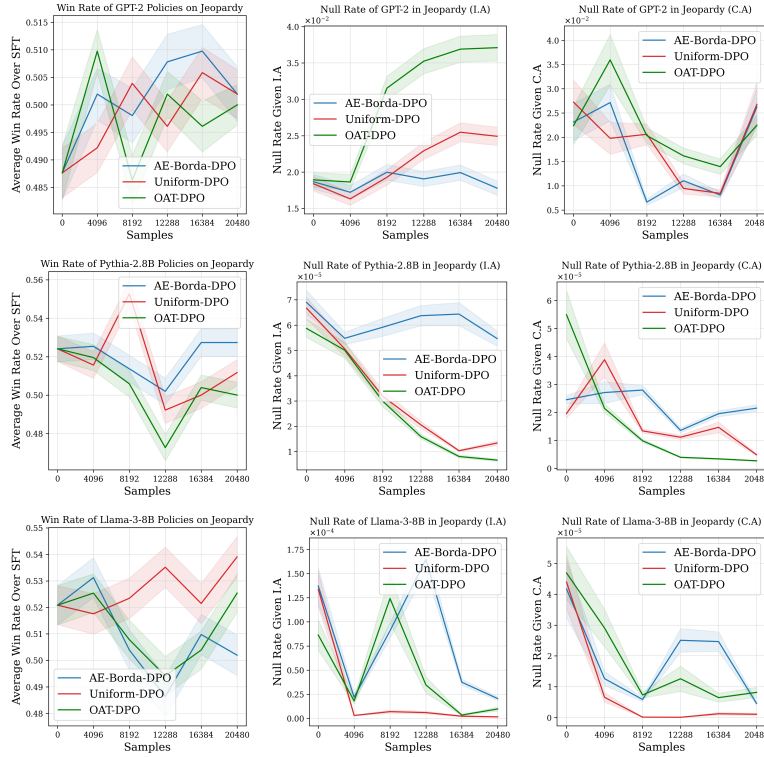 Win Rate of GPT-2 Policies on Jeopardy
Average Win Rate Over SFT
0.515
0.510
0.505
0.500
0.495
0.490
0.485
AE-Borda-DPO
Uniform-DPO
OAT-DPO
0 4096 8192 12288 16384 20480
Samples
Null Rate of GPT-2 in Jeopardy (I.A)
×10⁻²
Null Rate Given I.A
4.0
3.5
3.0
2.5
2.0
1.5
AE-Borda-DPO
Uniform-DPO
OAT-DPO
0 4096 8192 12288 16384 20480
Samples
Null Rate of GPT-2 in Jeopardy (C.A)
×10⁻²
Null Rate Given C.A
4.0
3.5
3.0
2.5
2.0
1.5
1.0
0.5
AE-Borda-DPO
Uniform-DPO
OAT-DPO
0 4096 8192 12288 16384 2048
Samples
Win Rate of Pythia-2.8B Policies on Jeopardy
Average Win Rate Over SFT
0.56
0.54
0.52
0.50
0.48
AE-Borda-DPO
Uniform-DPO
OAT-DPO
0 4096 8192 12288 16384 20480
Samples
Null Rate of Pythia-2.8B in Jeopardy (I.A)
×10⁻⁵
Null Rate Given I.A
7
6
5
4
3
2
1
AE-Borda-DPO
Uniform-DPO
OAT-DPO
0 4096 8192 12288 16384 20480
Samples
Null Rate of Pythia-2.8B in Jeopardy (C.A)
×10⁻⁵
Null Rate Given C.A
6
5
4
3
2
1
0
AE-Borda-DPO
Uniform-DPO
OAT-DPO
0 4096 8192 12288 16384 2048
Samples
Win Rate of Llama-3-8B Policies on Jeopardy
Average Win Rate Over SFT
0.55
0.54
0.53
0.52
0.51
0.50
0.49
0.48
AE-Borda-DPO
Uniform-DPO
OAT-DPO
0 4096 8192 12288 16384 20480
Samples
Null Rate of Llama-3-8B in Jeopardy (I.A)
×10⁻⁴
Null Rate Given I.A
1.75
1.50
1.25
1.00
0.75
0.50
0.25
0.00
AE-Borda-DPO
Uniform-DPO
OAT-DPO
0 4096 8192 12288 16384 20480
Samples
Null Rate of Llama-3-8B in Jeopardy (C.A)
×10⁻⁵
Null Rate Given C.A
5
4
3
2
1
0
AE-Borda-DPO
Uniform-DPO
OAT-DPO
0 4096 8192 12288 16384 2048
Samples